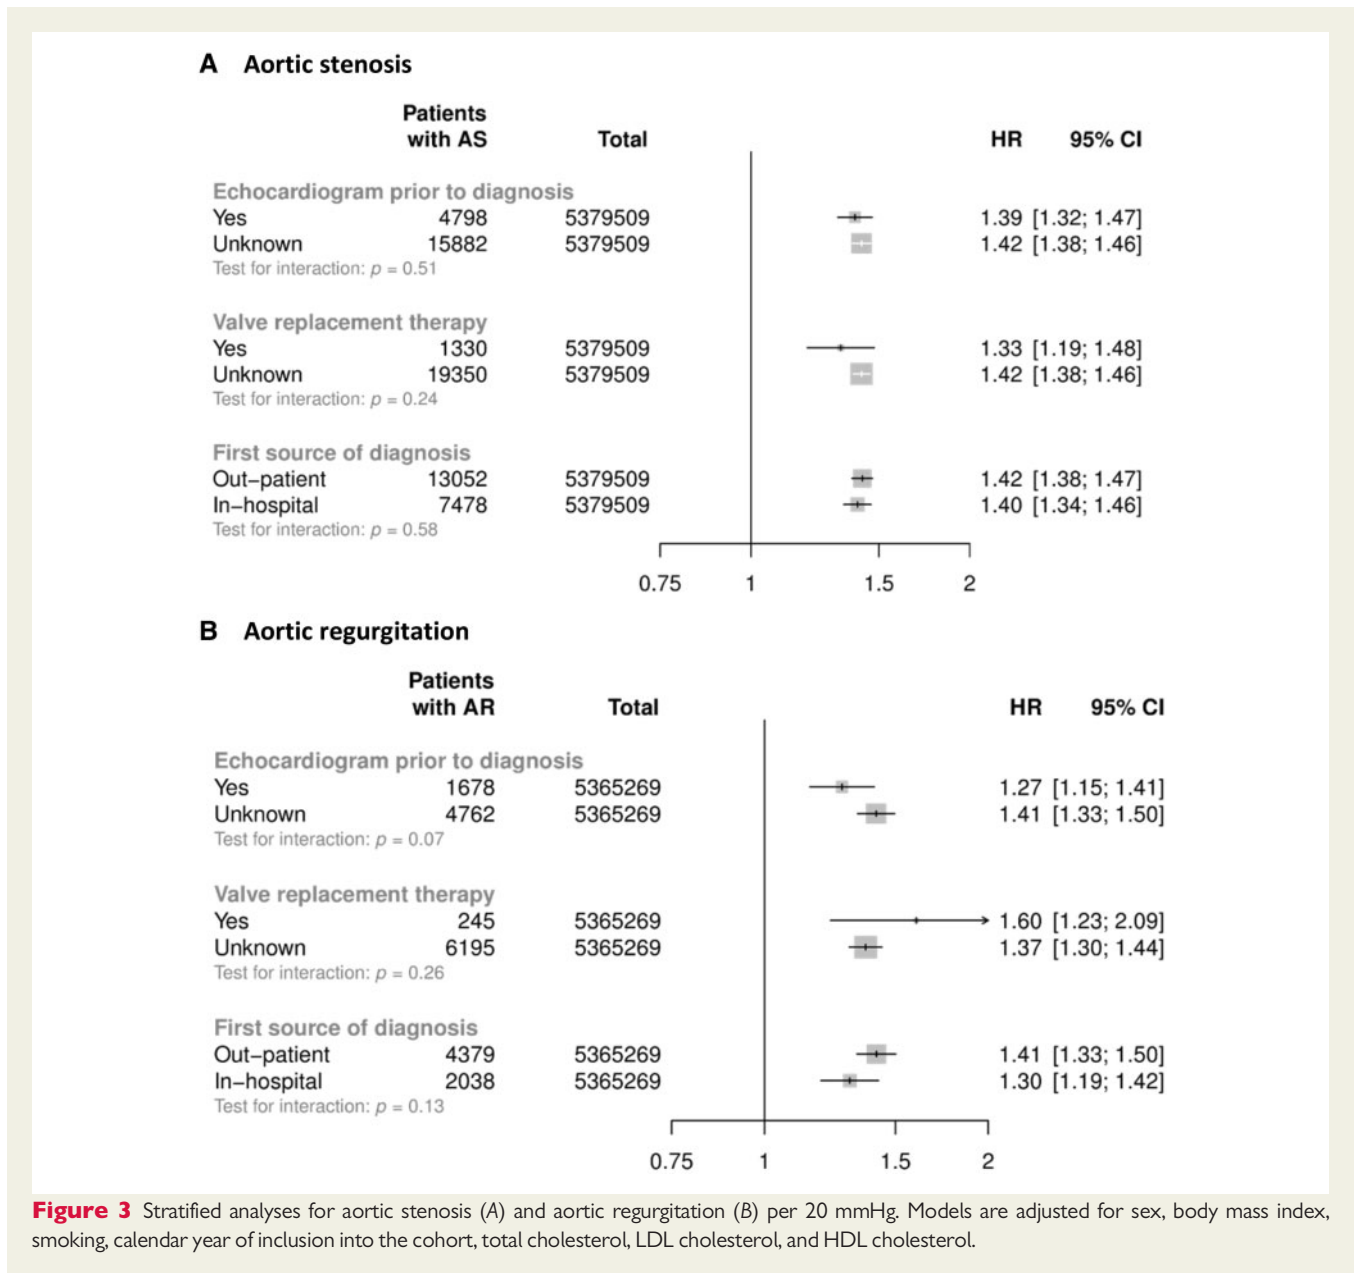 A Aortic stenosis
Patients
with AS Total HR 95% CI
Echocardiogram prior to diagnosis
Yes 4798 5379509 1.39 [1.32; 1.47]
Unknown 15882 5379509 1.42 [1.38; 1.46]
Test for interaction: p = 0.51
Valve replacement therapy
Yes 1330 5379509 1.33 [1.19; 1.48]
Unknown 19350 5379509 1.42 [1.38; 1.46]
Test for interaction: p = 0.24
First source of diagnosis
Out−patient 13052 5379509 1.42 [1.38; 1.47]
In−hospital 7478 5379509 1.40 [1.34; 1.46]
Test for interaction: p = 0.58
0.75 1 1.5 2
B Aortic regurgitation
Patients
with AR Total HR 95% CI
Echocardiogram prior to diagnosis
Yes 1678 5365269 1.27 [1.15; 1.41]
Unknown 4762 5365269 1.41 [1.33; 1.50]
Test for interaction: p = 0.07
Valve replacement therapy
Yes 245 5365269 1.60 [1.23; 2.09]
Unknown 6195 5365269 1.37 [1.30; 1.44]
Test for interaction: p = 0.26
First source of diagnosis
Out−patient 4379 5365269 1.41 [1.33; 1.50]
In−hospital 2038 5365269 1.30 [1.19; 1.42]
Test for interaction: p = 0.13
0.75 1 1.5 2
Figure 3 Stratified analyses for aortic stenosis (A) and aortic regurgitation (B) per 20 mmHg. Models are adjusted for sex, body mass index,
smoking, calendar year of inclusion into the cohort, total cholesterol, LDL cholesterol, and HDL cholesterol.